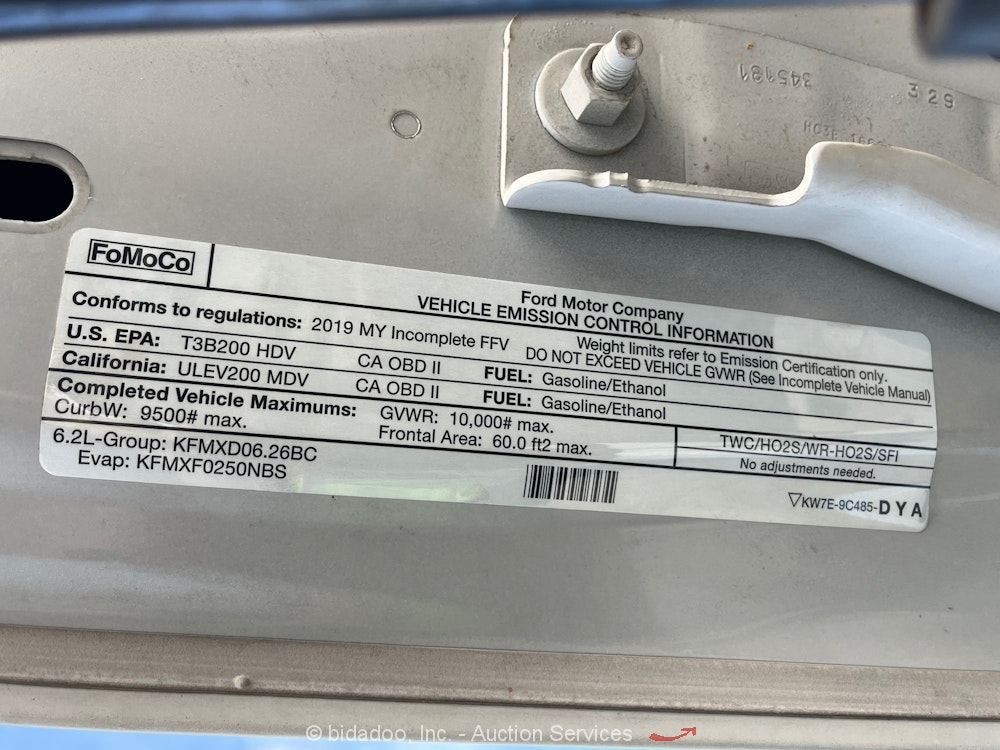 345181
329
FoMoCo
Ford Motor Company
VEHICLE EMISSION CONTROL INFORMATION
Conforms to regulations: 2019 MY Incomplete FFV
Weight limits refer to Emission Certification only.
DO NOT EXCEED VEHICLE GVWR (See Incomplete Vehicle Manual)
U.S. EPA: T3B200 HDV CA OBD II FUEL: Gasoline/Ethanol
California: ULEV200 MDV CA OBD II FUEL: Gasoline/Ethanol
Completed Vehicle Maximums: GVWR: 10,000# max.
CurbW: 9500# max. Frontal Area: 60.0 ft2 max.
TWC/HO2S/WR-HO2S/SFI
No adjustments needed.
6.2L-Group: KFMXD06.26BC
Evap: KFMXF0250NBS
KW7E-9C485-DYA
© bidadoo, Inc. - Auction Services